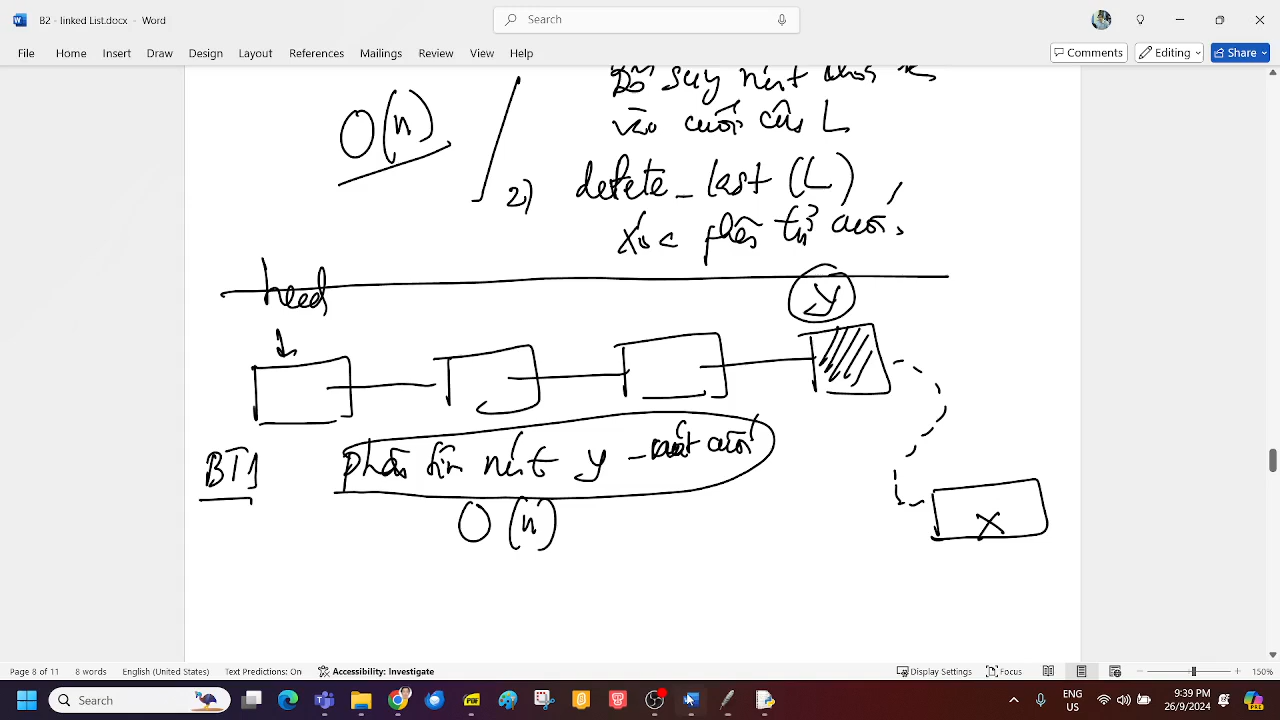 B2 - linked List.docx - Word
Search
File Home Insert Draw Design Layout References Mailings Review View Help
Comments Editing Share
nút
vào cuối của L
O(n)
2) delete_last (L)
xóa phần tử cuối
head
y
BT1 phải tìm nút y - nút cuối
O(n)
X
Page 8 of 11 8 words English (United States) Text Predictions: On Accessibility: Investigate Display Settings Focus 150%
Search ENG US 9:39 PM 26/9/2024